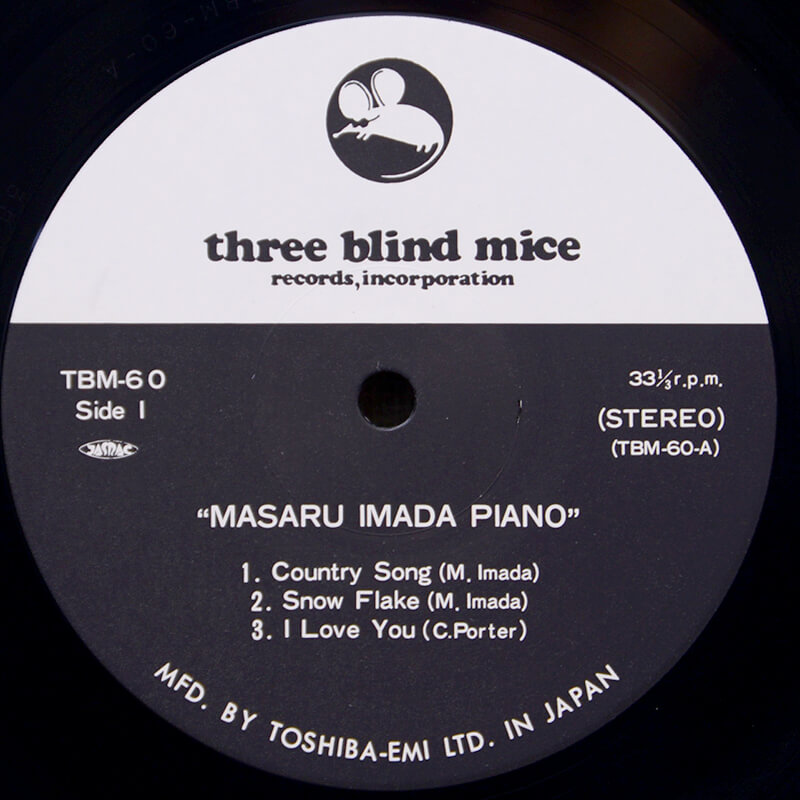 three blind mice
records, incorporation
TBM-60
Side 1
JASRAC
33⅓ r.p.m.
(STEREO)
(TBM-60-A)
“MASARU IMADA PIANO”
1. Country Song (M. Imada)
2. Snow Flake (M. Imada)
3. I Love You (C.Porter)
MFD. BY TOSHIBA-EMI LTD. IN JAPAN